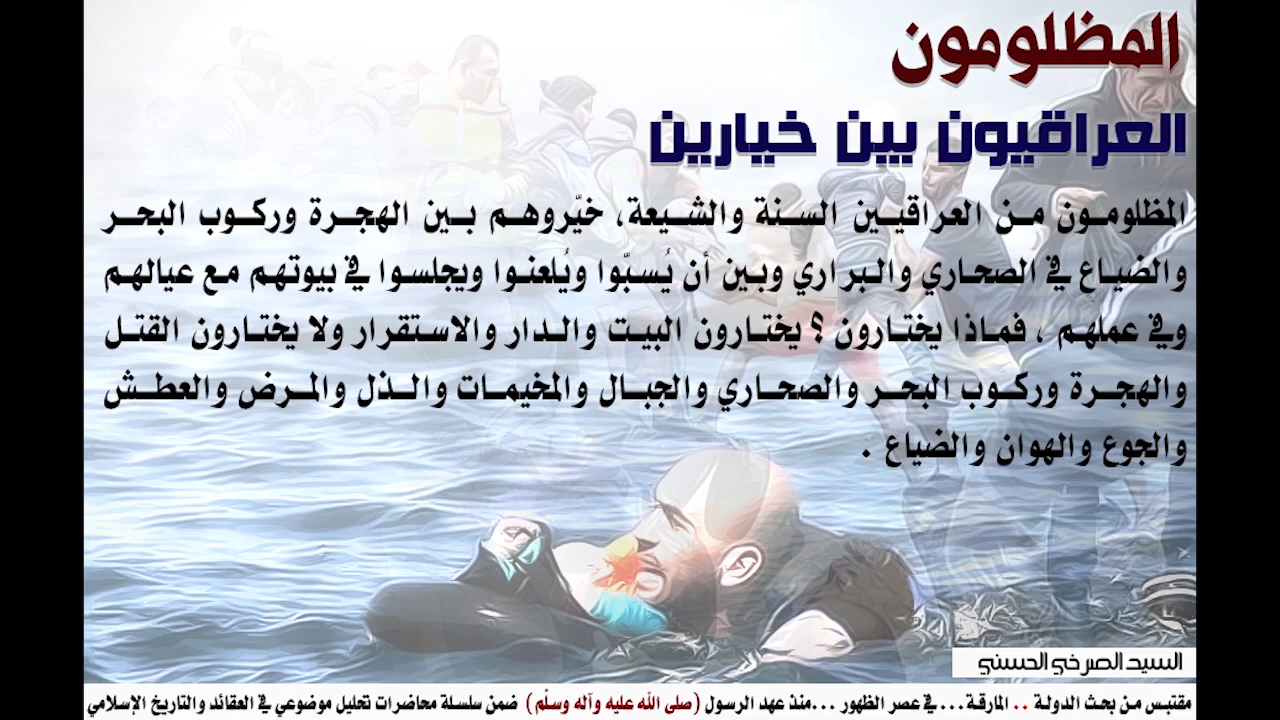 المظلومون
العراقيون بين خيارين
المظلومون من العراقيين السنة والشيعة، خيّروهم بين الهجرة وركوب البحر
والضياع في الصحاري والبراري وبين أن يُسبّوا ويُلعنوا ويجلسوا في بيوتهم مع عيالهم
وفي عملهم ، فماذا يختارون ؟ يختارون البيت والدار والاستقرار ولا يختارون القتل
والهجرة وركوب البحر والصحاري والجبال والمخيمات والذل والمرض والعطش
والجوع والهوان والضياع .
السيد الصرخي الحسني
مقتبس من بحث الدولة .. المارقة...في عصر الظهور ...منذ عهد الرسول (صلى الله عليه وآله وسلّم) ضمن سلسلة محاضرات تحليل موضوعي في العقائد والتاريخ الإسلامي